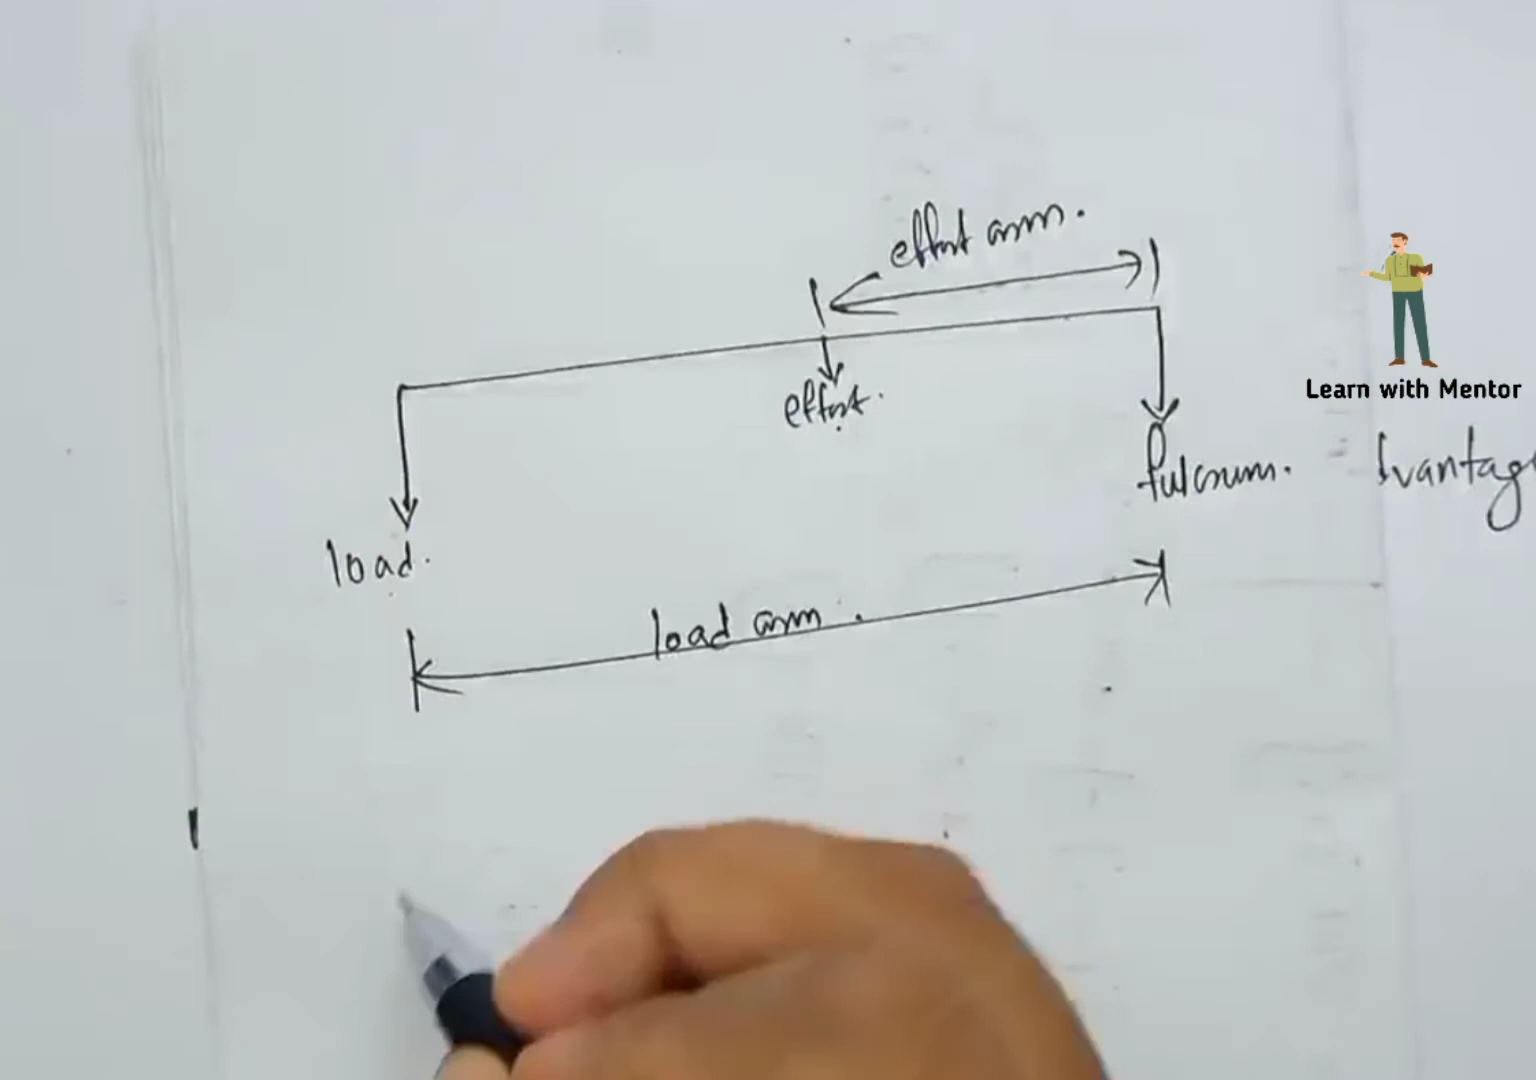 effort arm.
effort.
Learn with Mentor
fulcrum.
load.
load arm.